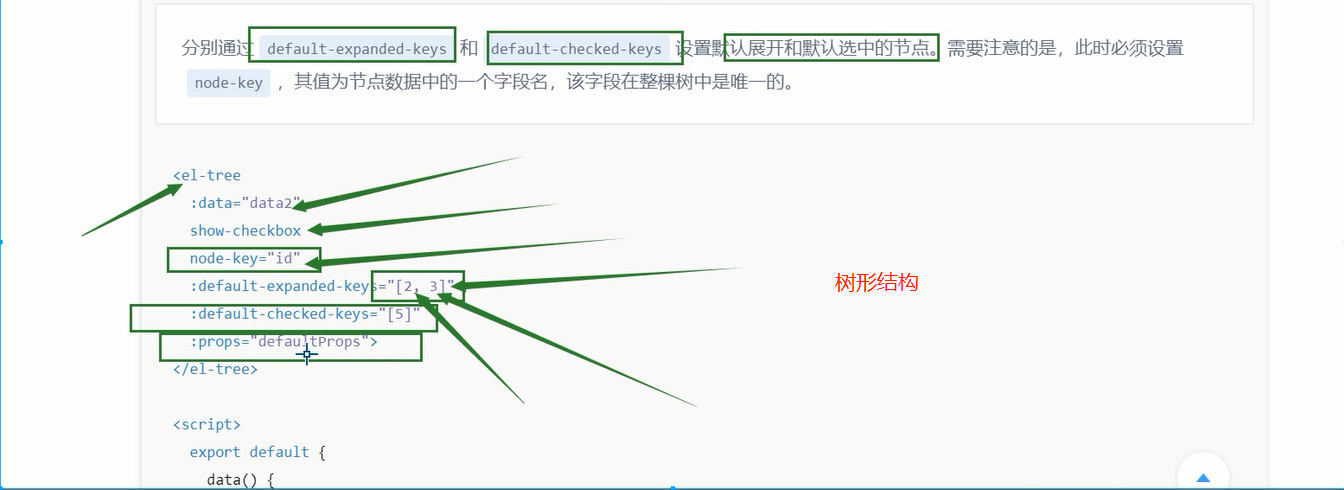 分别通过 default-expanded-keys 和 default-checked-keys 设置默认展开和默认选中的节点。需要注意的是，此时必须设置
node-key ，其值为节点数据中的一个字段名，该字段在整棵树中是唯一的。
<el-tree
:data="data2"
show-checkbox
node-key="id"
:default-expanded-keys="[2, 3]"
树形结构
:default-checked-keys="[5]"
:props="defaultProps">
</el-tree>
<script>
export default {
data() {